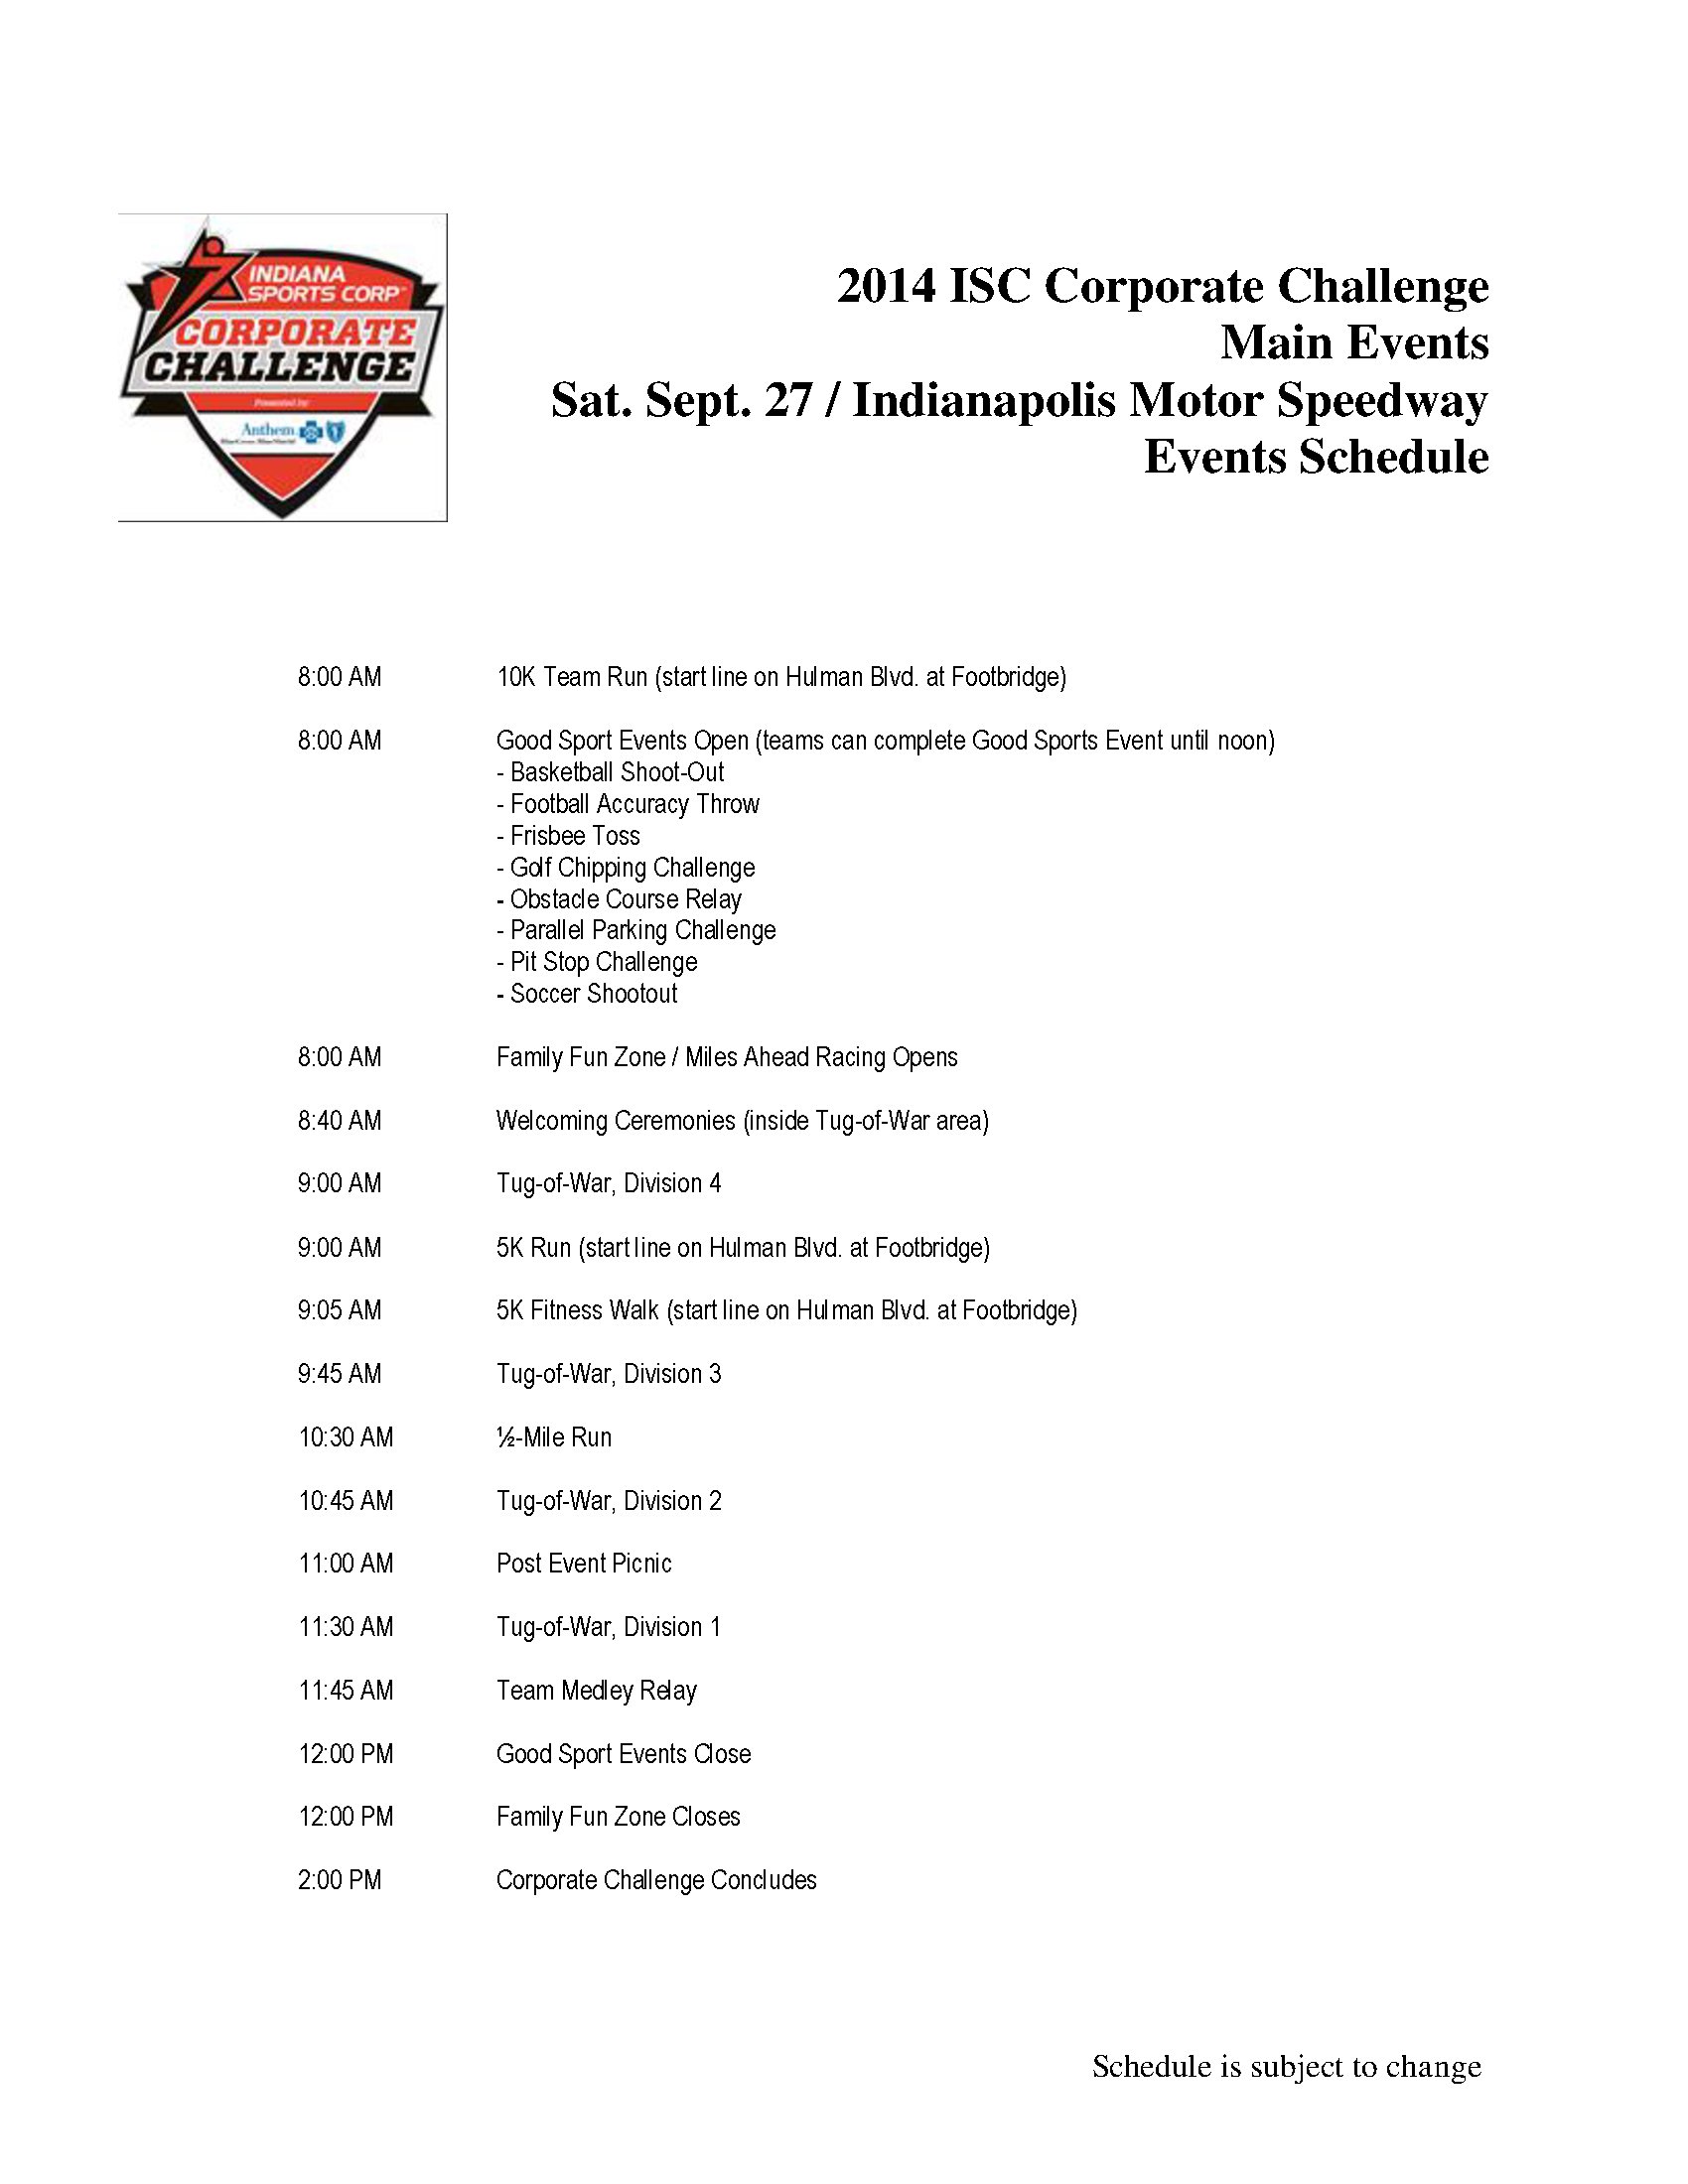 INDIANA
SPORTS CORP
CORPORATE
CHALLENGE
Presented by
Anthem
2014 ISC Corporate Challenge
Main Events
Sat. Sept. 27 / Indianapolis Motor Speedway
Events Schedule
8:00 AM 10K Team Run (start line on Hulman Blvd. at Footbridge)
8:00 AM Good Sport Events Open (teams can complete Good Sports Event until noon)
- Basketball Shoot-Out
- Football Accuracy Throw
- Frisbee Toss
- Golf Chipping Challenge
- Obstacle Course Relay
- Parallel Parking Challenge
- Pit Stop Challenge
- Soccer Shootout
8:00 AM Family Fun Zone / Miles Ahead Racing Opens
8:40 AM Welcoming Ceremonies (inside Tug-of-War area)
9:00 AM Tug-of-War, Division 4
9:00 AM 5K Run (start line on Hulman Blvd. at Footbridge)
9:05 AM 5K Fitness Walk (start line on Hulman Blvd. at Footbridge)
9:45 AM Tug-of-War, Division 3
10:30 AM ½-Mile Run
10:45 AM Tug-of-War, Division 2
11:00 AM Post Event Picnic
11:30 AM Tug-of-War, Division 1
11:45 AM Team Medley Relay
12:00 PM Good Sport Events Close
12:00 PM Family Fun Zone Closes
2:00 PM Corporate Challenge Concludes
Schedule is subject to change